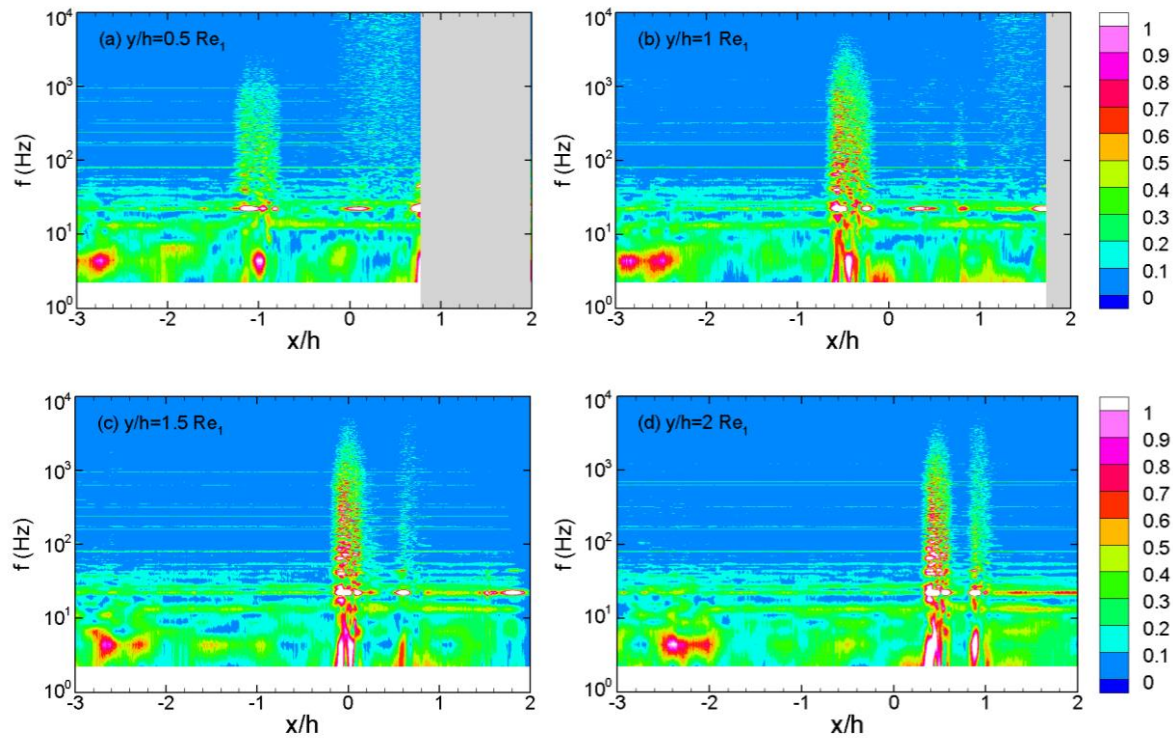 (a) y/h=0.5 Re₁
10⁴
10³
10²
10¹
10⁰
f (Hz)
-3 -2 -1 0 1 2
x/h
(b) y/h=1 Re₁
10⁴
10³
10²
10¹
10⁰
f (Hz)
-3 -2 -1 0 1 2
x/h
1
0.9
0.8
0.7
0.6
0.5
0.4
0.3
0.2
0.1
0
(c) y/h=1.5 Re₁
10⁴
10³
10²
10¹
10⁰
f (Hz)
-3 -2 -1 0 1 2
x/h
(d) y/h=2 Re₁
10⁴
10³
10²
10¹
10⁰
f (Hz)
-3 -2 -1 0 1 2
x/h
1
0.9
0.8
0.7
0.6
0.5
0.4
0.3
0.2
0.1
0